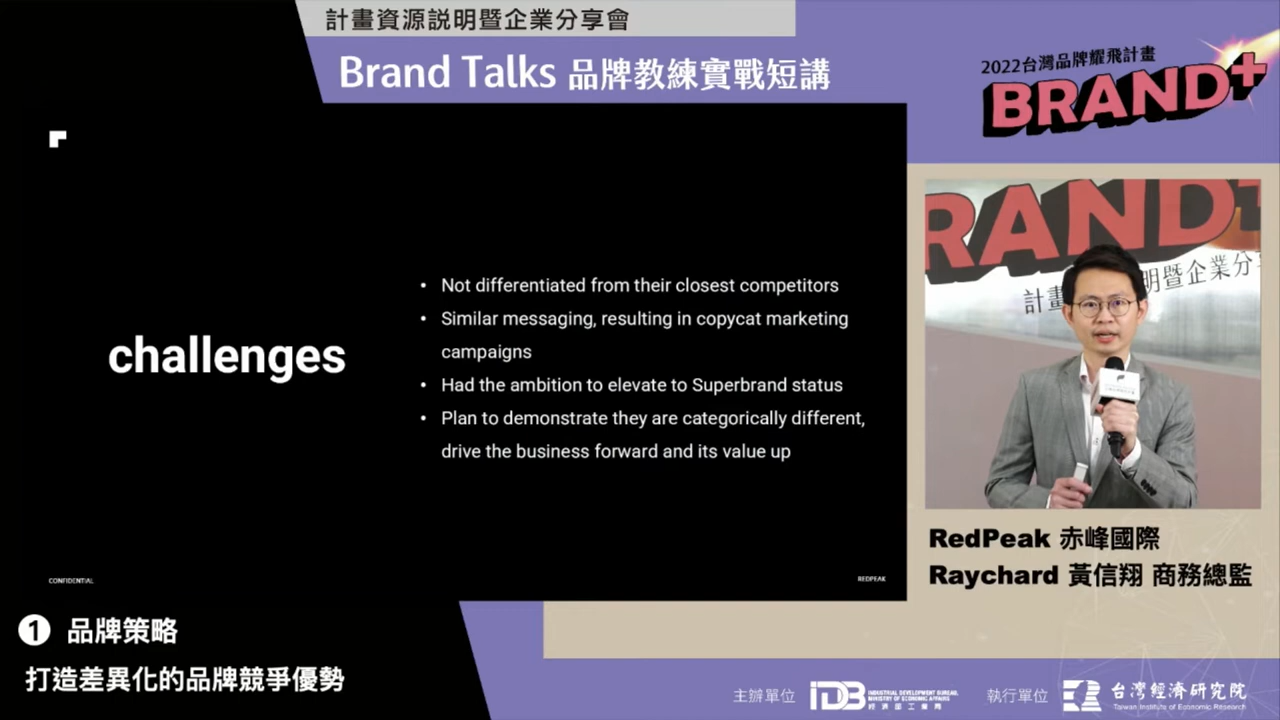 計畫資源説明暨企業分享會
Brand Talks 品牌教練實戰短講
2022台灣品牌耀飛計畫
BRAND+
challenges
• Not differentiated from their closest competitors
• Similar messaging, resulting in copycat marketing
campaigns
• Had the ambition to elevate to Superbrand status
• Plan to demonstrate they are categorically different,
drive the business forward and its value up
CONFIDENTIAL
REDPEAK
RAND+
計畫
明暨企業分
RedPeak 赤峰國際
Raychard 黃信翔 商務總監
1 品牌策略
打造差異化的品牌競爭優勢
主辦單位
IDB
INDUSTRIAL DEVELOPMENT BUREAU,
MINISTRY OF ECONOMIC AFFAIRS
經濟部工業局
執行單位
台灣經濟研究院
Taiwan Institute of Economic Research